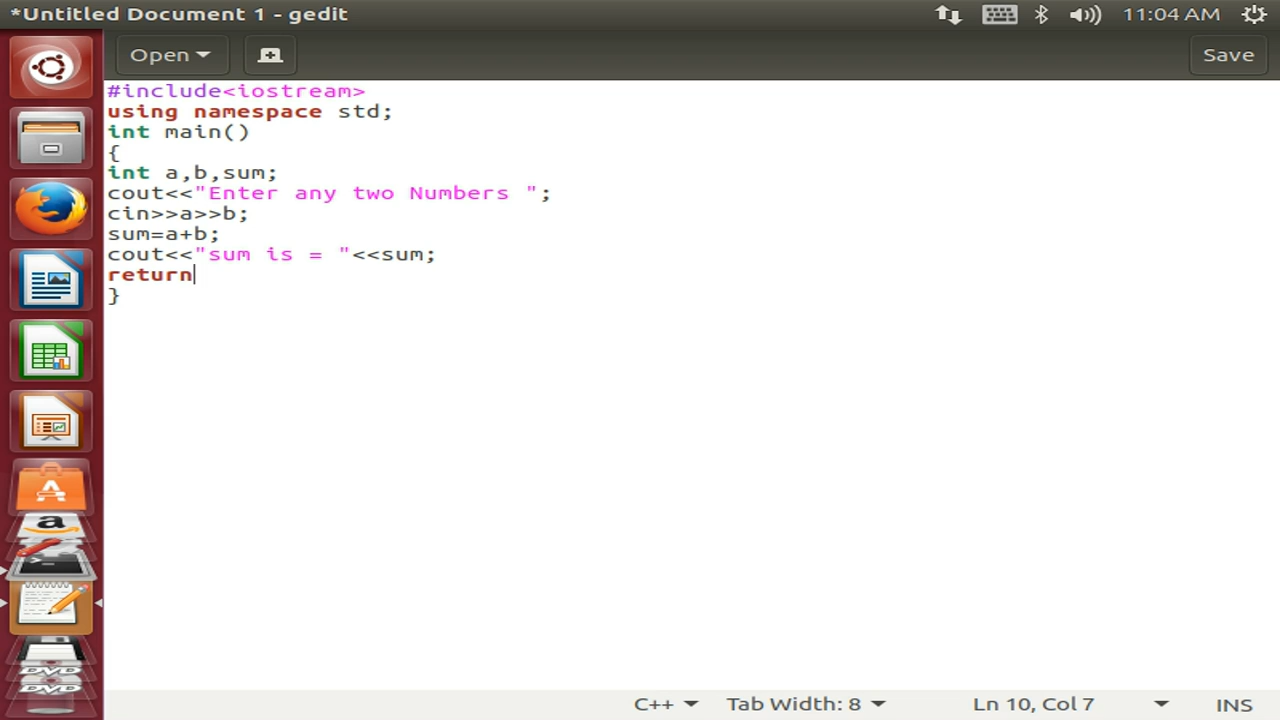 *Untitled Document 1 - gedit
11:04 AM
Open
Save
#include<iostream>
using namespace std;
int main()
{
int a,b,sum;
cout<<"Enter any two Numbers ";
cin>>a>>b;
sum=a+b;
cout<<"sum is = "<<sum;
return
}
a
DVD
DVD
C++
Tab Width: 8
Ln 10, Col 7
INS